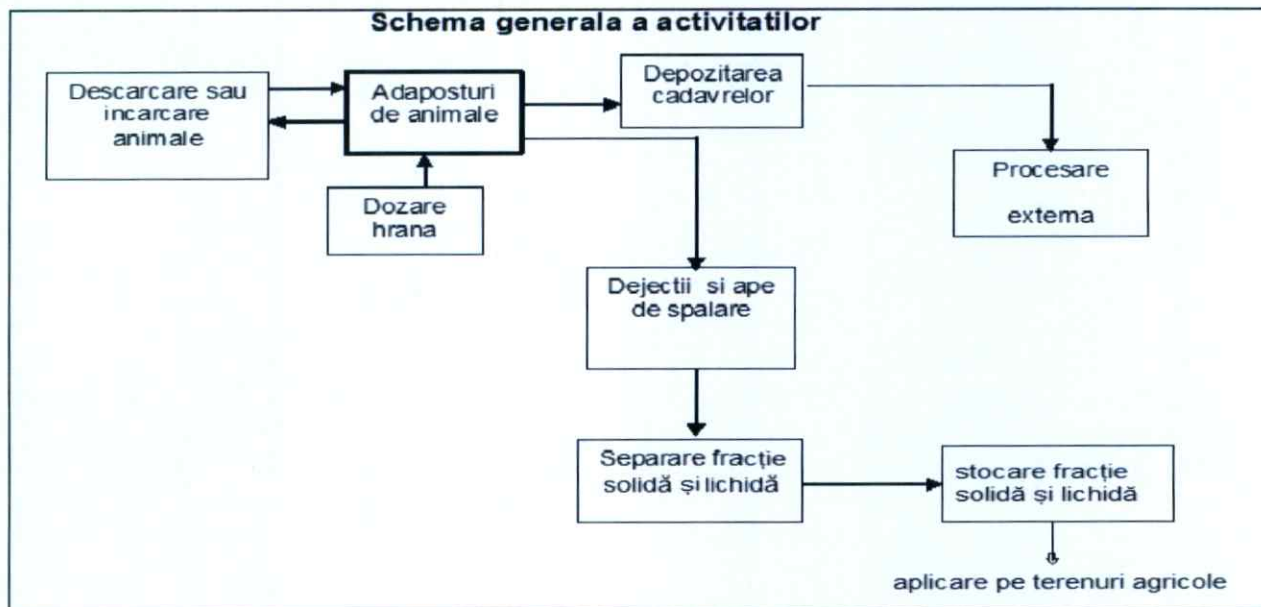 Schema generala a activitatilor
Descarcare sau
incarcare
animale
Adaposturi
de animale
Depozitarea
cadavrelor
Procesare
externa
Dozare
hrana
Dejectii si ape
de spalare
Separare fracție
solidă și lichidă
stocare fracție
solidă și lichidă
aplicare pe terenuri agricole